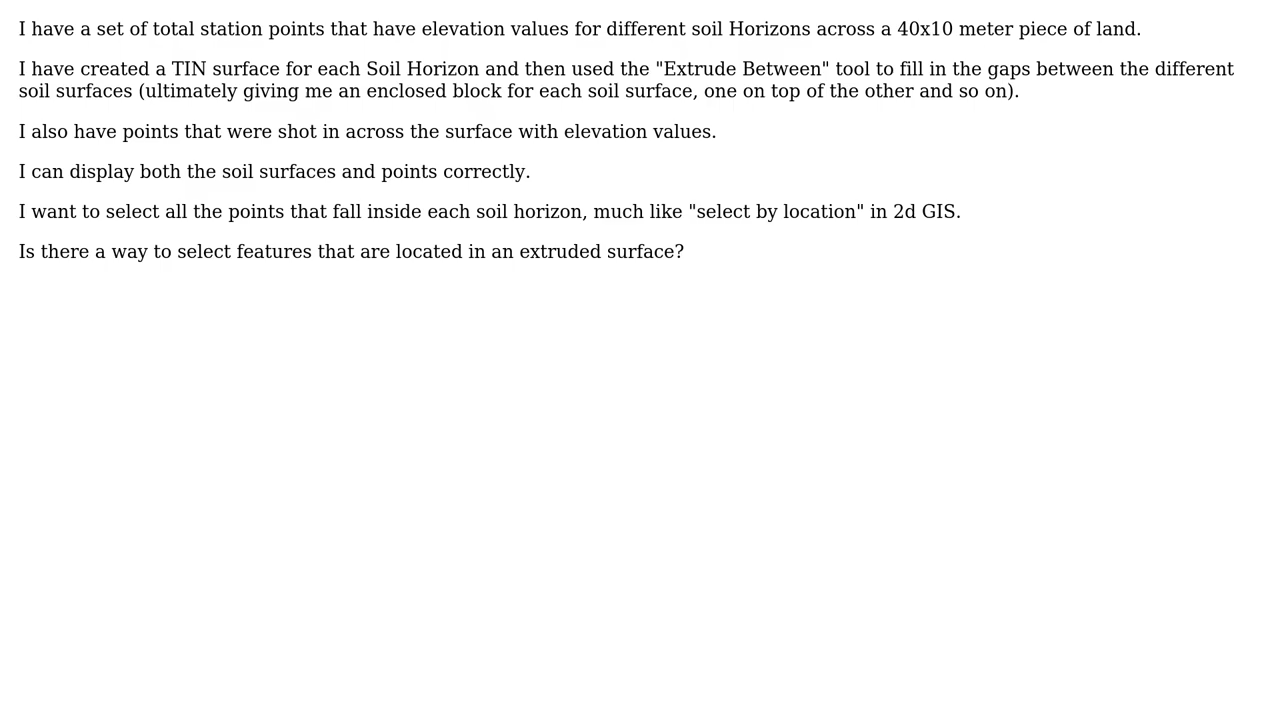 I have a set of total station points that have elevation values for different soil Horizons across a 40x10 meter piece of land.
I have created a TIN surface for each Soil Horizon and then used the "Extrude Between" tool to fill in the gaps between the different
soil surfaces (ultimately giving me an enclosed block for each soil surface, one on top of the other and so on).
I also have points that were shot in across the surface with elevation values.
I can display both the soil surfaces and points correctly.
I want to select all the points that fall inside each soil horizon, much like "select by location" in 2d GIS.
Is there a way to select features that are located in an extruded surface?